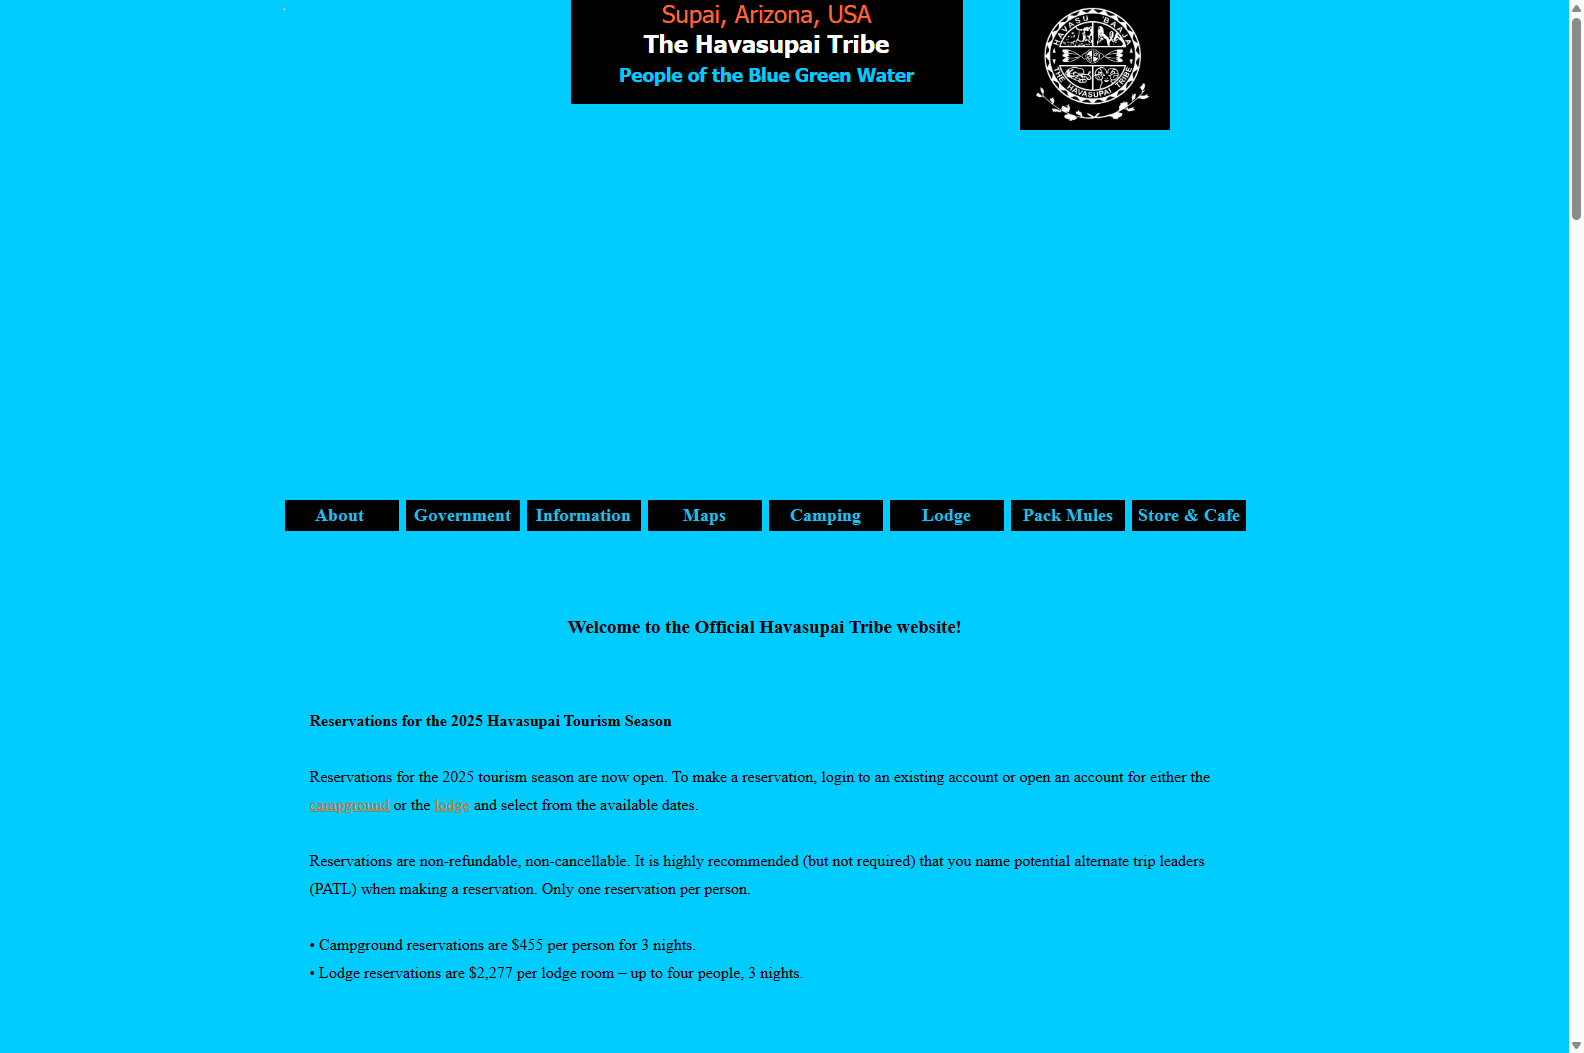 Supai, Arizona, USA
The Havasupai Tribe
People of the Blue Green Water
HAVASU 'BAAJA
THE HAVASUPAI TRIBE
About
Government
Information
Maps
Camping
Lodge
Pack Mules
Store & Cafe
Welcome to the Official Havasupai Tribe website!
Reservations for the 2025 Havasupai Tourism Season
Reservations for the 2025 tourism season are now open. To make a reservation, login to an existing account or open an account for either the
campground or the lodge and select from the available dates.
Reservations are non-refundable, non-cancellable. It is highly recommended (but not required) that you name potential alternate trip leaders
(PATL) when making a reservation. Only one reservation per person.
• Campground reservations are $455 per person for 3 nights.
• Lodge reservations are $2,277 per lodge room – up to four people, 3 nights.